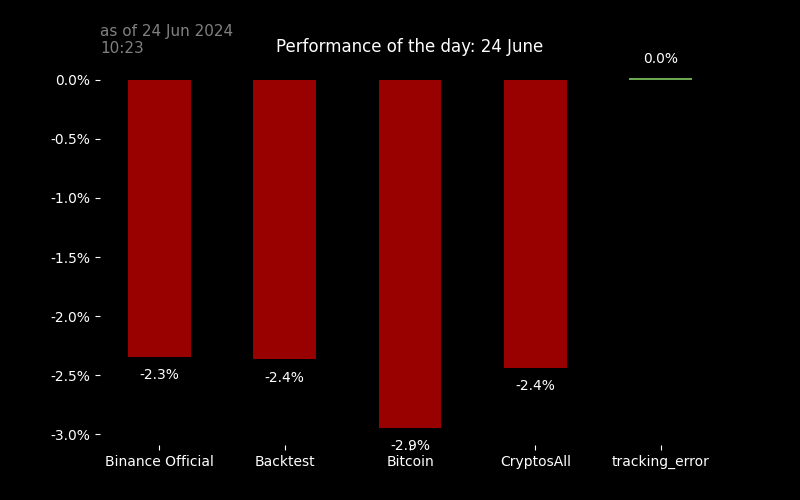 as of 24 Jun 2024
10:23
Performance of the day: 24 June
0.0%
0.0%
-0.5%
-1.0%
-1.5%
-2.0%
-2.5%
-3.0%
-2.3%
-2.4%
-2.9%
-2.4%
Binance Official
Backtest
Bitcoin
CryptosAll
tracking_error